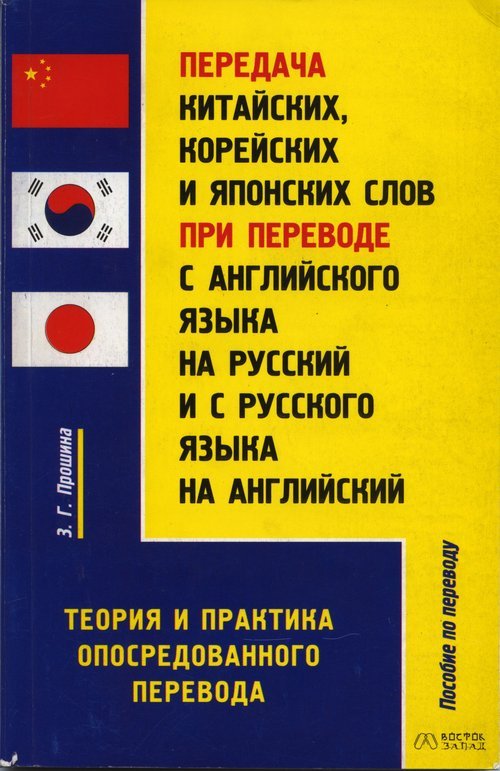 ПЕРЕДАЧА
КИТАЙСКИХ,
КОРЕЙСКИХ
И ЯПОНСКИХ СЛОВ
ПРИ ПЕРЕВОДЕ
С АНГЛИЙСКОГО
ЯЗЫКА
НА РУССКИЙ
И С РУССКОГО
ЯЗЫКА
НА АНГЛИЙСКИЙ
З. Г. Прошина
ТЕОРИЯ И ПРАКТИКА
ОПОСРЕДОВАННОГО
ПЕРЕВОДА
Пособие по переводу
ВОСТОК
ЗАПАД